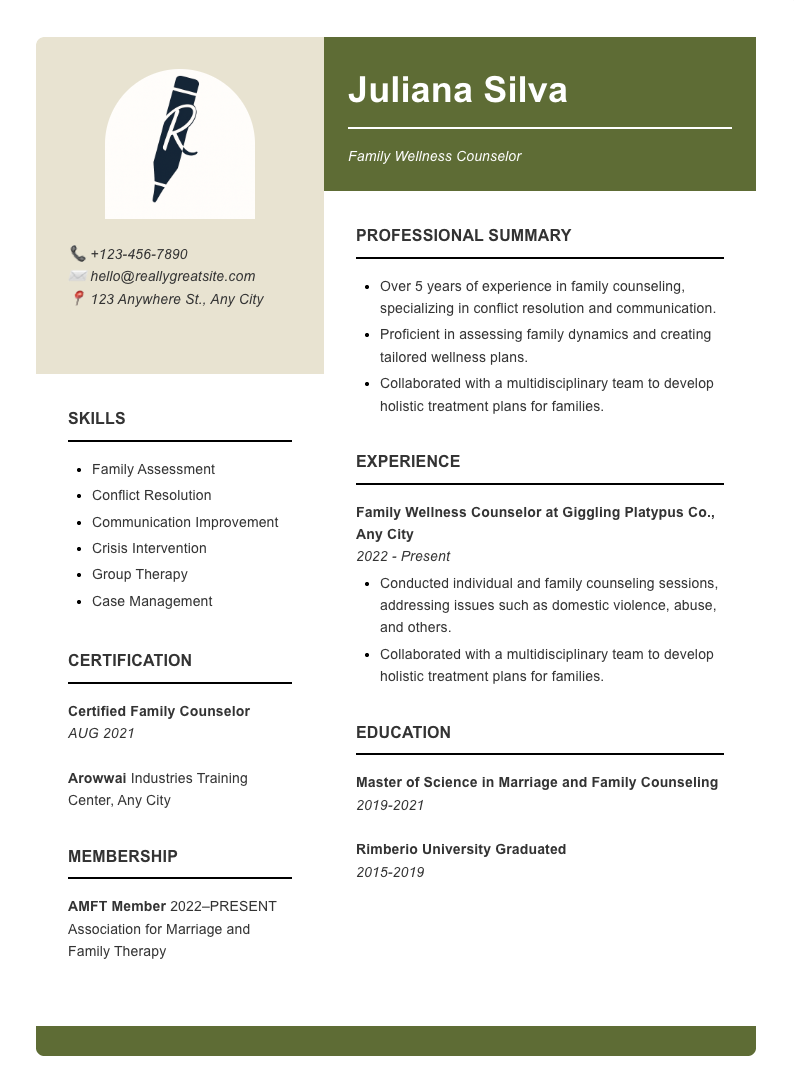 R
+123-456-7890
hello@reallygreatsite.com
123 Anywhere St., Any City
SKILLS
Family Assessment
Conflict Resolution
Communication Improvement
Crisis Intervention
Group Therapy
Case Management
CERTIFICATION
Certified Family Counselor
AUG 2021
Arowwai Industries Training
Center, Any City
MEMBERSHIP
AMFT Member 2022–PRESENT
Association for Marriage and
Family Therapy
Juliana Silva
Family Wellness Counselor
PROFESSIONAL SUMMARY
Over 5 years of experience in family counseling,
specializing in conflict resolution and communication.
Proficient in assessing family dynamics and creating
tailored wellness plans.
Collaborated with a multidisciplinary team to develop
holistic treatment plans for families.
EXPERIENCE
Family Wellness Counselor at Giggling Platypus Co.,
Any City
2022 - Present
Conducted individual and family counseling sessions,
addressing issues such as domestic violence, abuse,
and others.
Collaborated with a multidisciplinary team to develop
holistic treatment plans for families.
EDUCATION
Master of Science in Marriage and Family Counseling
2019-2021
Rimberio University Graduated
2015-2019